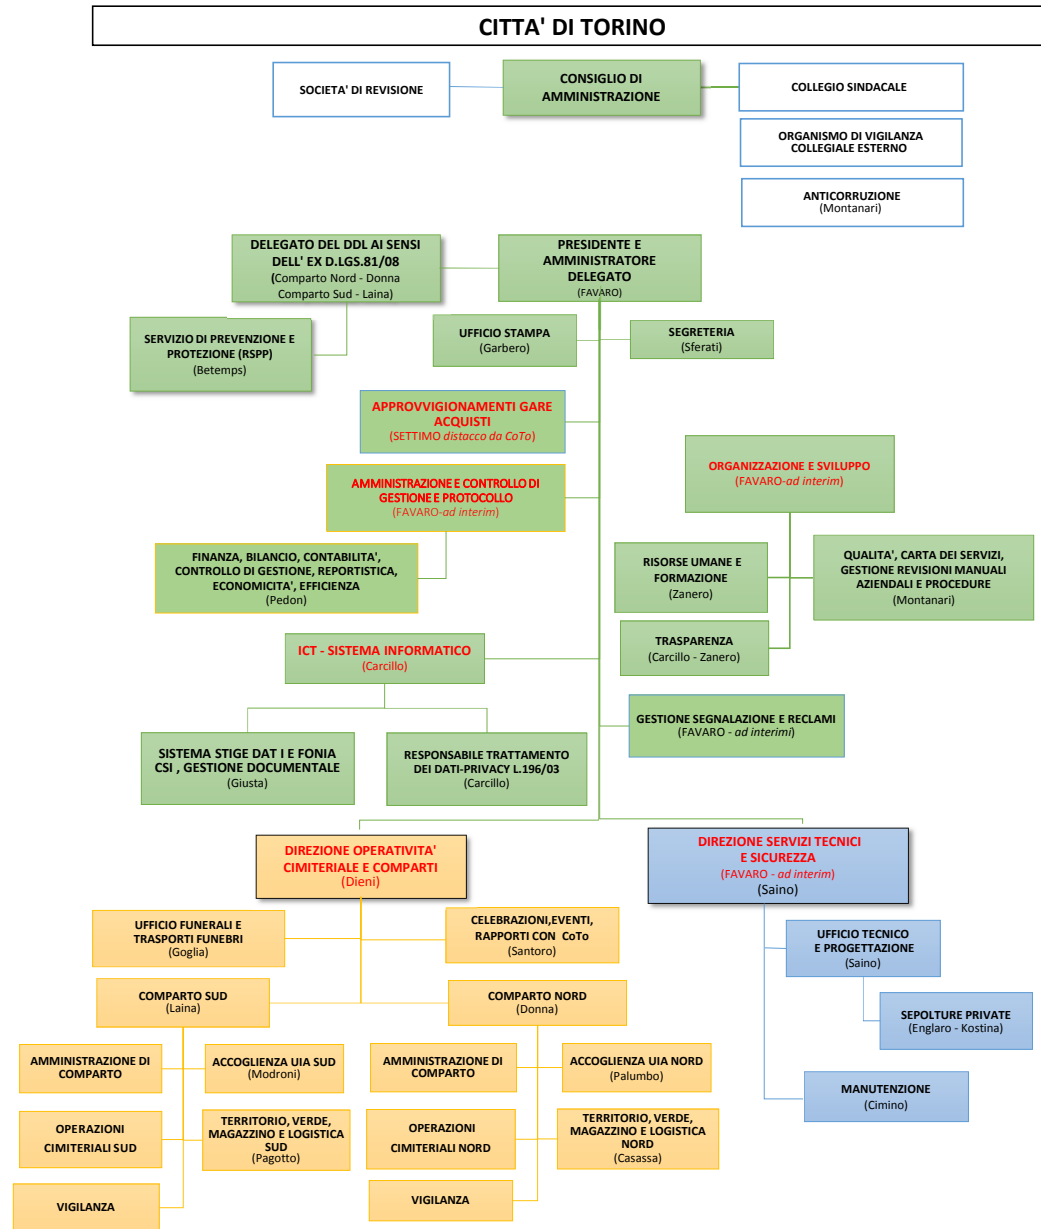 CITTA' DI TORINO
SOCIETA' DI REVISIONE
CONSIGLIO DI
AMMINISTRAZIONE
COLLEGIO SINDACALE
ORGANISMO DI VIGILANZA
COLLEGIALE ESTERNO
ANTICORRUZIONE
(Montanari)
DELEGATO DEL DDL AI SENSI
DELL' EX D.LGS.81/08
(Comparto Nord - Donna
Comparto Sud - Laina)
PRESIDENTE E
AMMINISTRATORE
DELEGATO
(FAVARO)
SERVIZIO DI PREVENZIONE E
PROTEZIONE (RSPP)
(Betemps)
UFFICIO STAMPA
(Garbero)
SEGRETERIA
(Sferati)
APPROVVIGIONAMENTI GARE
ACQUISTI
(SETTIMO distacco da CoTo)
ORGANIZZAZIONE E SVILUPPO
(FAVARO-ad interim)
AMMINISTRAZIONE E CONTROLLO DI
GESTIONE E PROTOCOLLO
(FAVARO-ad interim)
FINANZA, BILANCIO, CONTABILITA',
CONTROLLO DI GESTIONE, REPORTISTICA,
ECONOMICITA', EFFICIENZA
(Pedon)
RISORSE UMANE E
FORMAZIONE
(Zanero)
QUALITA', CARTA DEI SERVIZI,
GESTIONE REVISIONI MANUALI
AZIENDALI E PROCEDURE
(Montanari)
TRASPARENZA
(Carcillo - Zanero)
ICT - SISTEMA INFORMATICO
(Carcillo)
GESTIONE SEGNALAZIONE E RECLAMI
(FAVARO - ad interimi)
SISTEMA STIGE DAT I E FONIA
CSI , GESTIONE DOCUMENTALE
(Giusta)
RESPONSABILE TRATTAMENTO
DEI DATI-PRIVACY L.196/03
(Carcillo)
DIREZIONE OPERATIVITA'
CIMITERIALE E COMPARTI
(Dieni)
DIREZIONE SERVIZI TECNICI
E SICUREZZA
(FAVARO - ad interim)
(Saino)
UFFICIO FUNERALI E
TRASPORTI FUNEBRI
(Goglia)
CELEBRAZIONI,EVENTI,
RAPPORTI CON CoTo
(Santoro)
UFFICIO TECNICO
E PROGETTAZIONE
(Saino)
COMPARTO SUD
(Laina)
COMPARTO NORD
(Donna)
SEPOLTURE PRIVATE
(Englaro - Kostina)
AMMINISTRAZIONE DI
COMPARTO
ACCOGLIENZA UIA SUD
(Modroni)
AMMINISTRAZIONE DI
COMPARTO
ACCOGLIENZA UIA NORD
(Palumbo)
MANUTENZIONE
(Cimino)
OPERAZIONI
CIMITERIALI SUD
TERRITORIO, VERDE,
MAGAZZINO E LOGISTICA
SUD
(Pagotto)
OPERAZIONI
CIMITERIALI NORD
TERRITORIO, VERDE,
MAGAZZINO E LOGISTICA
NORD
(Casassa)
VIGILANZA
VIGILANZA